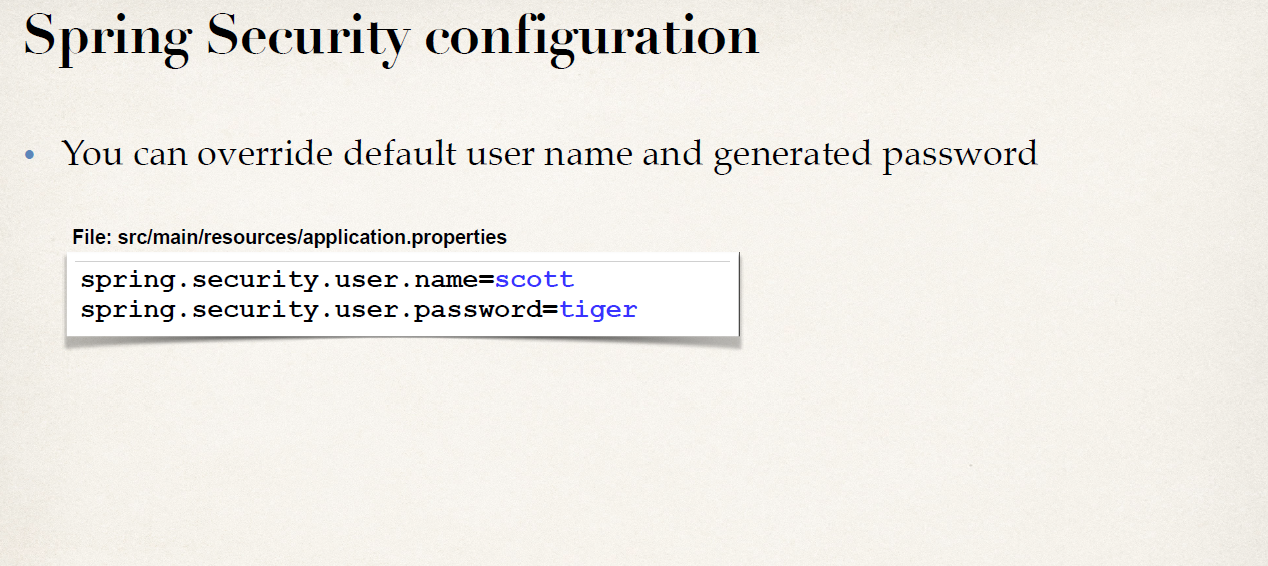 Spring Security configuration
• You can override default user name and generated password
File: src/main/resources/application.properties
spring.security.user.name=scott
spring.security.user.password=tiger